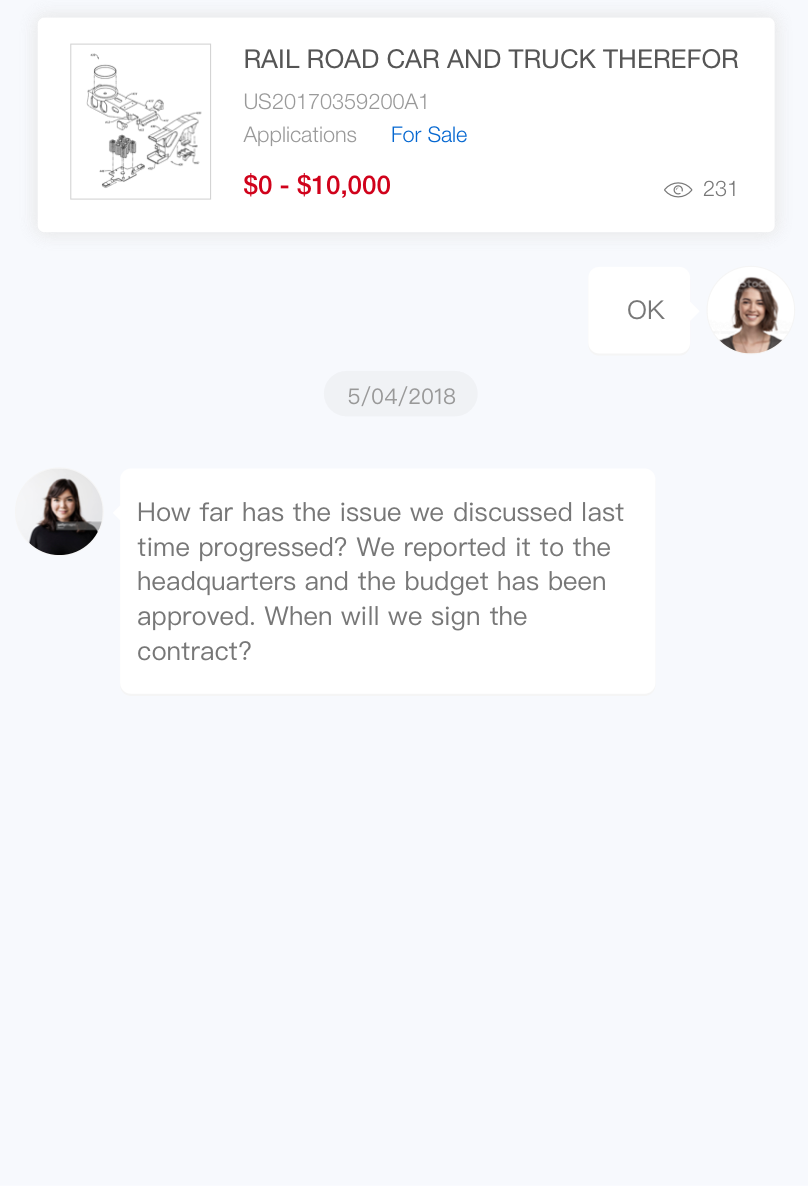 RAIL ROAD CAR AND TRUCK THEREFOR
US20170359200A1
Applications For Sale
$0 - $10,000
231
OK
5/04/2018
How far has the issue we discussed last
time progressed? We reported it to the
headquarters and the budget has been
approved. When will we sign the
contract?